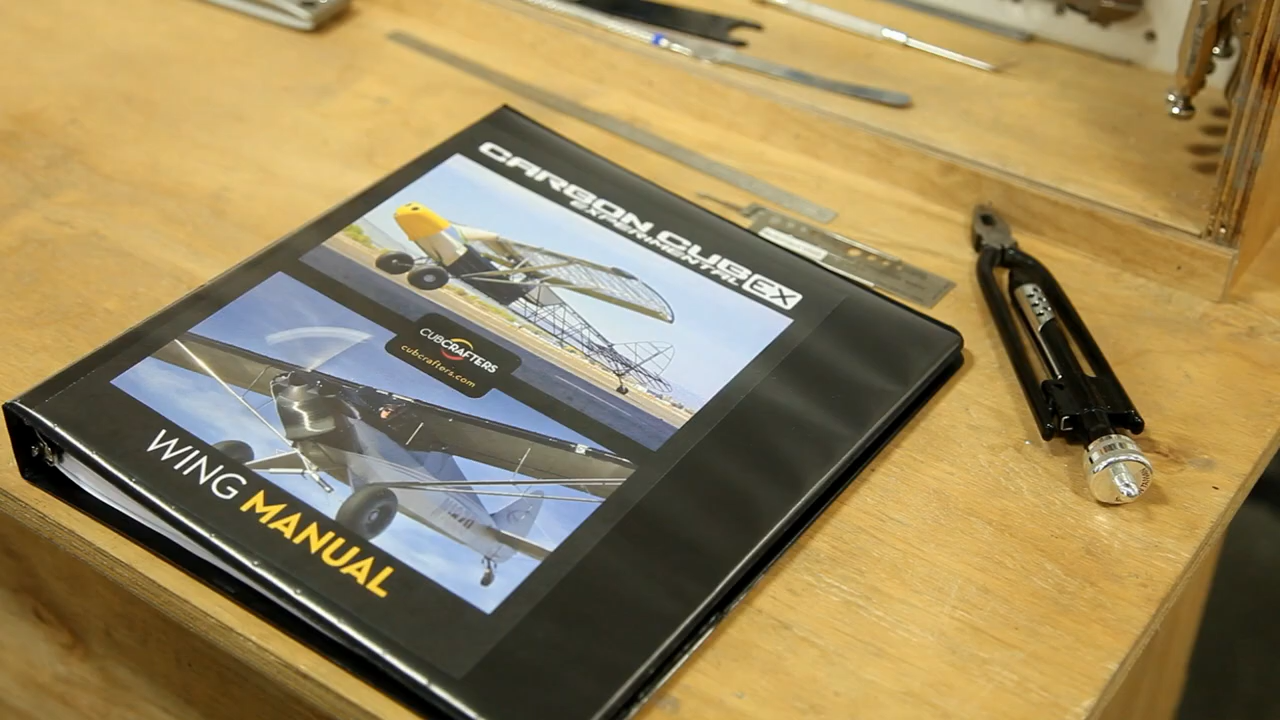 CARBON CUB
EXPERIMENTAL EX
CUBCRAFTERS
cubcrafters.com
WING MANUAL